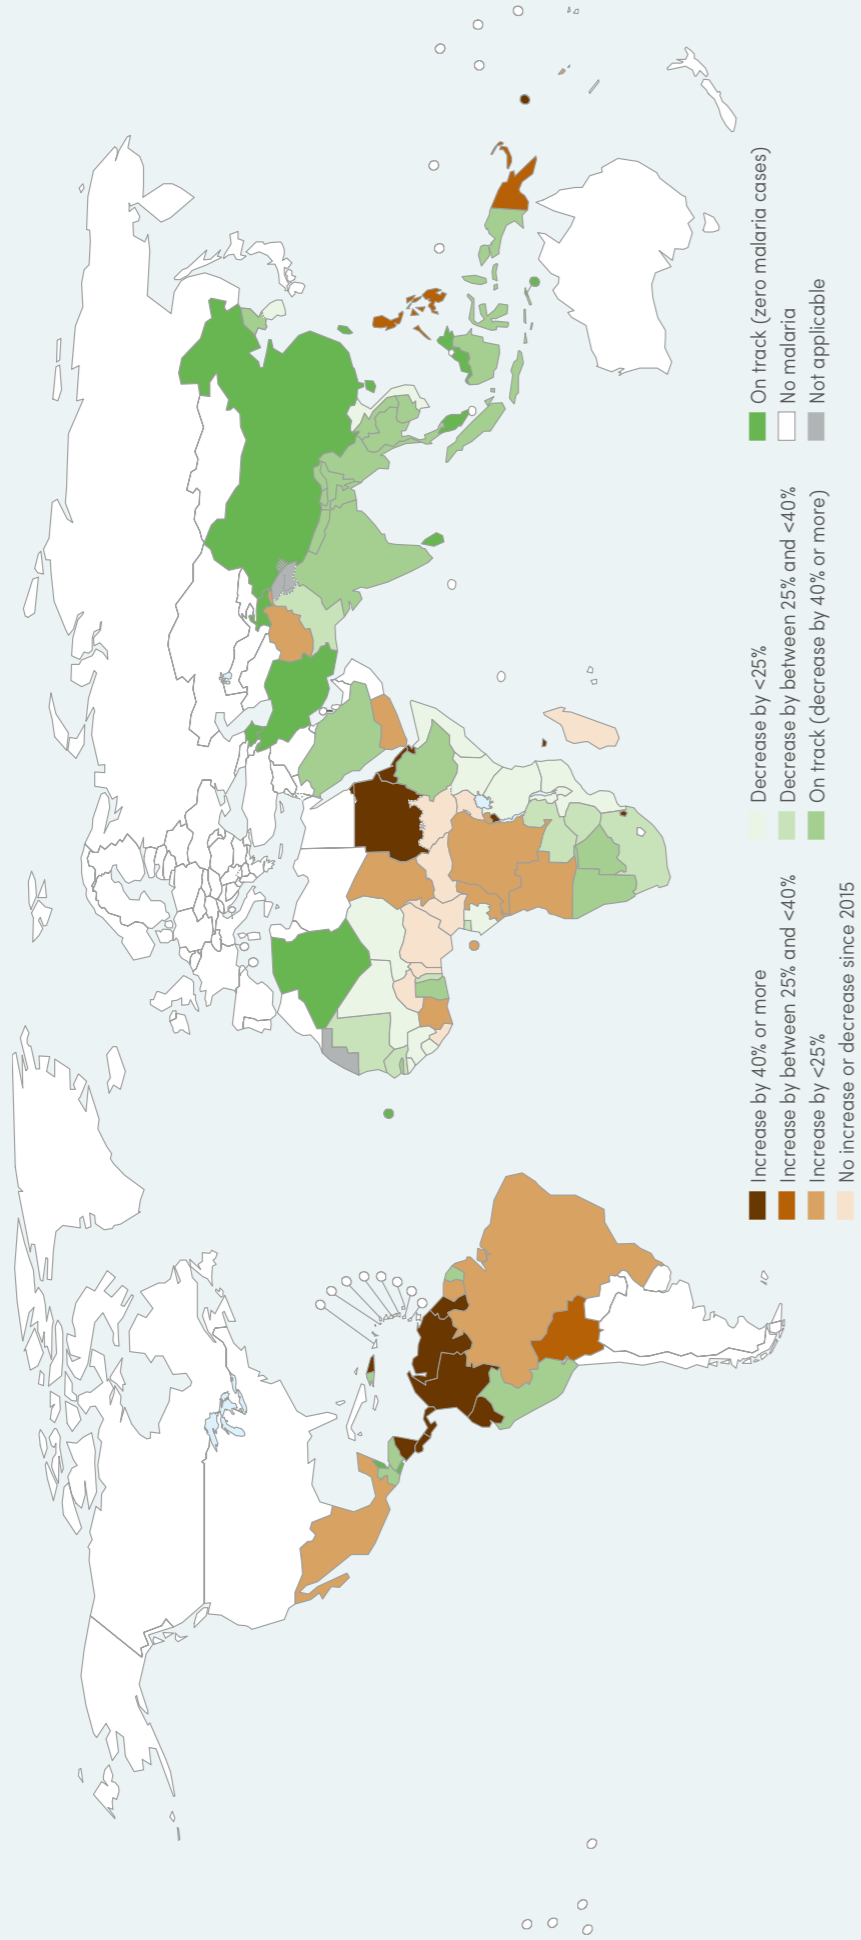 Increase by 40% or more
Increase by between 25% and <40%
Increase by <25%
No increase or decrease since 2015
Decrease by <25%
Decrease by between 25% and <40%
On track (decrease by 40% or more)
On track (zero malaria cases)
No malaria
Not applicable